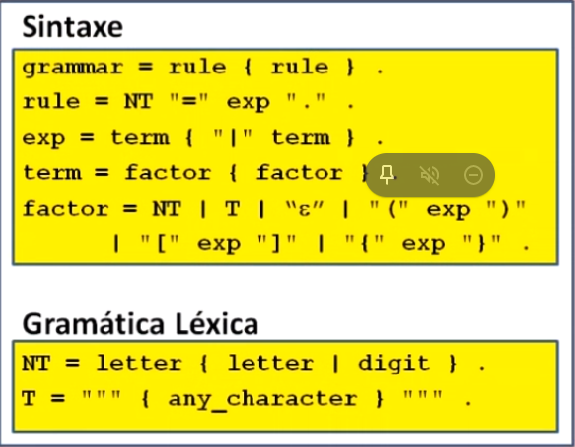 Sintaxe
grammar = rule { rule } .
rule = NT "=" exp "." .
exp = term { "|" term } .
term = factor { factor } .
factor = NT | T | “ε” | "(" exp ")"
| "[" exp "]" | "{" exp "}" .
Gramática Léxica
NT = letter { letter | digit } .
T = """ { any_character } """ .